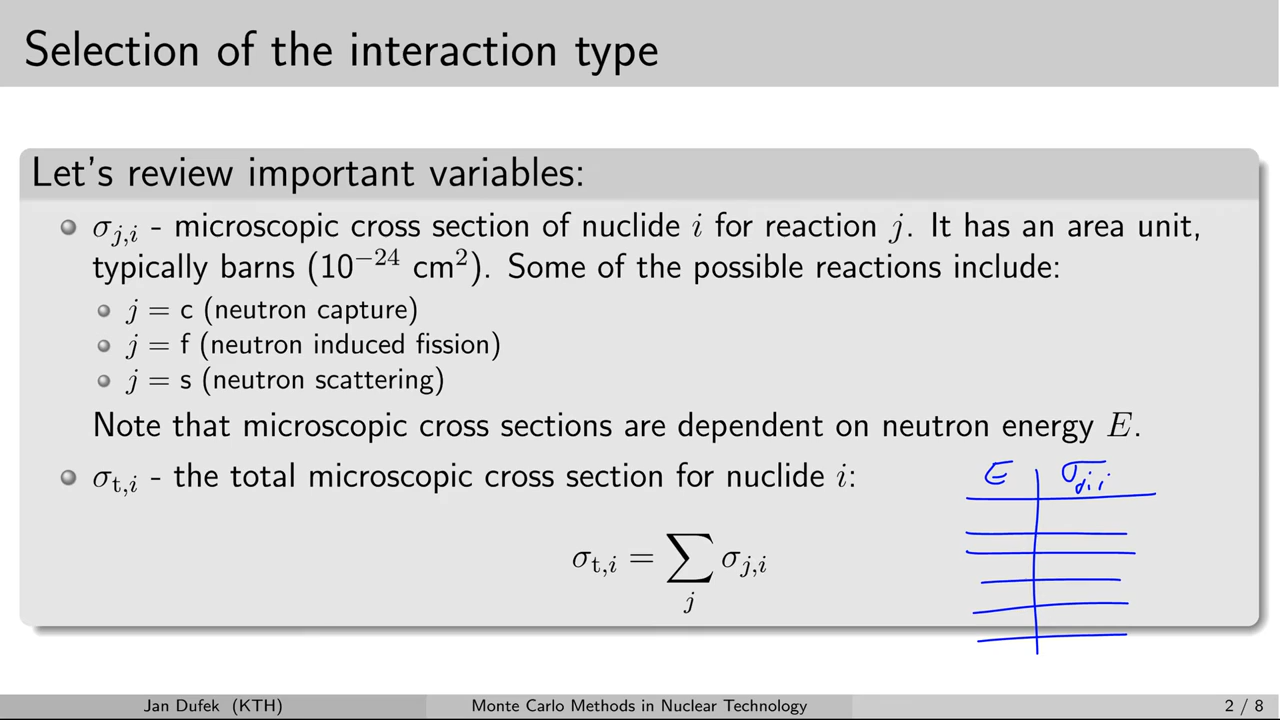 Selection of the interaction type
Let's review important variables:
σj,i - microscopic cross section of nuclide i for reaction j. It has an area unit,
typically barns (10⁻²⁴ cm²). Some of the possible reactions include:
j = c (neutron capture)
j = f (neutron induced fission)
j = s (neutron scattering)
Note that microscopic cross sections are dependent on neutron energy E.
σt,i - the total microscopic cross section for nuclide i:
E σj,i
σt,i = ∑j σj,i
Jan Dufek (KTH) Monte Carlo Methods in Nuclear Technology 2 / 8